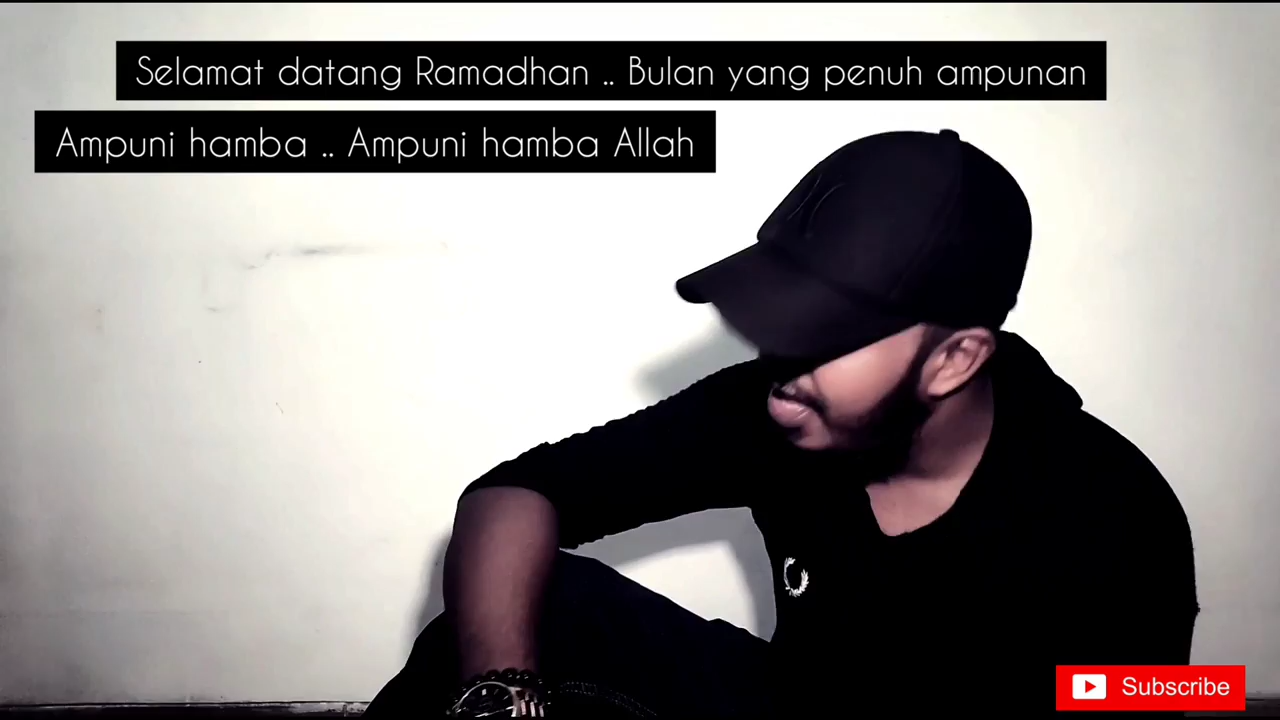 Selamat datang Ramadhan .. Bulan yang penuh ampunan
Ampuni hamba .. Ampuni hamba Allah
Subscribe